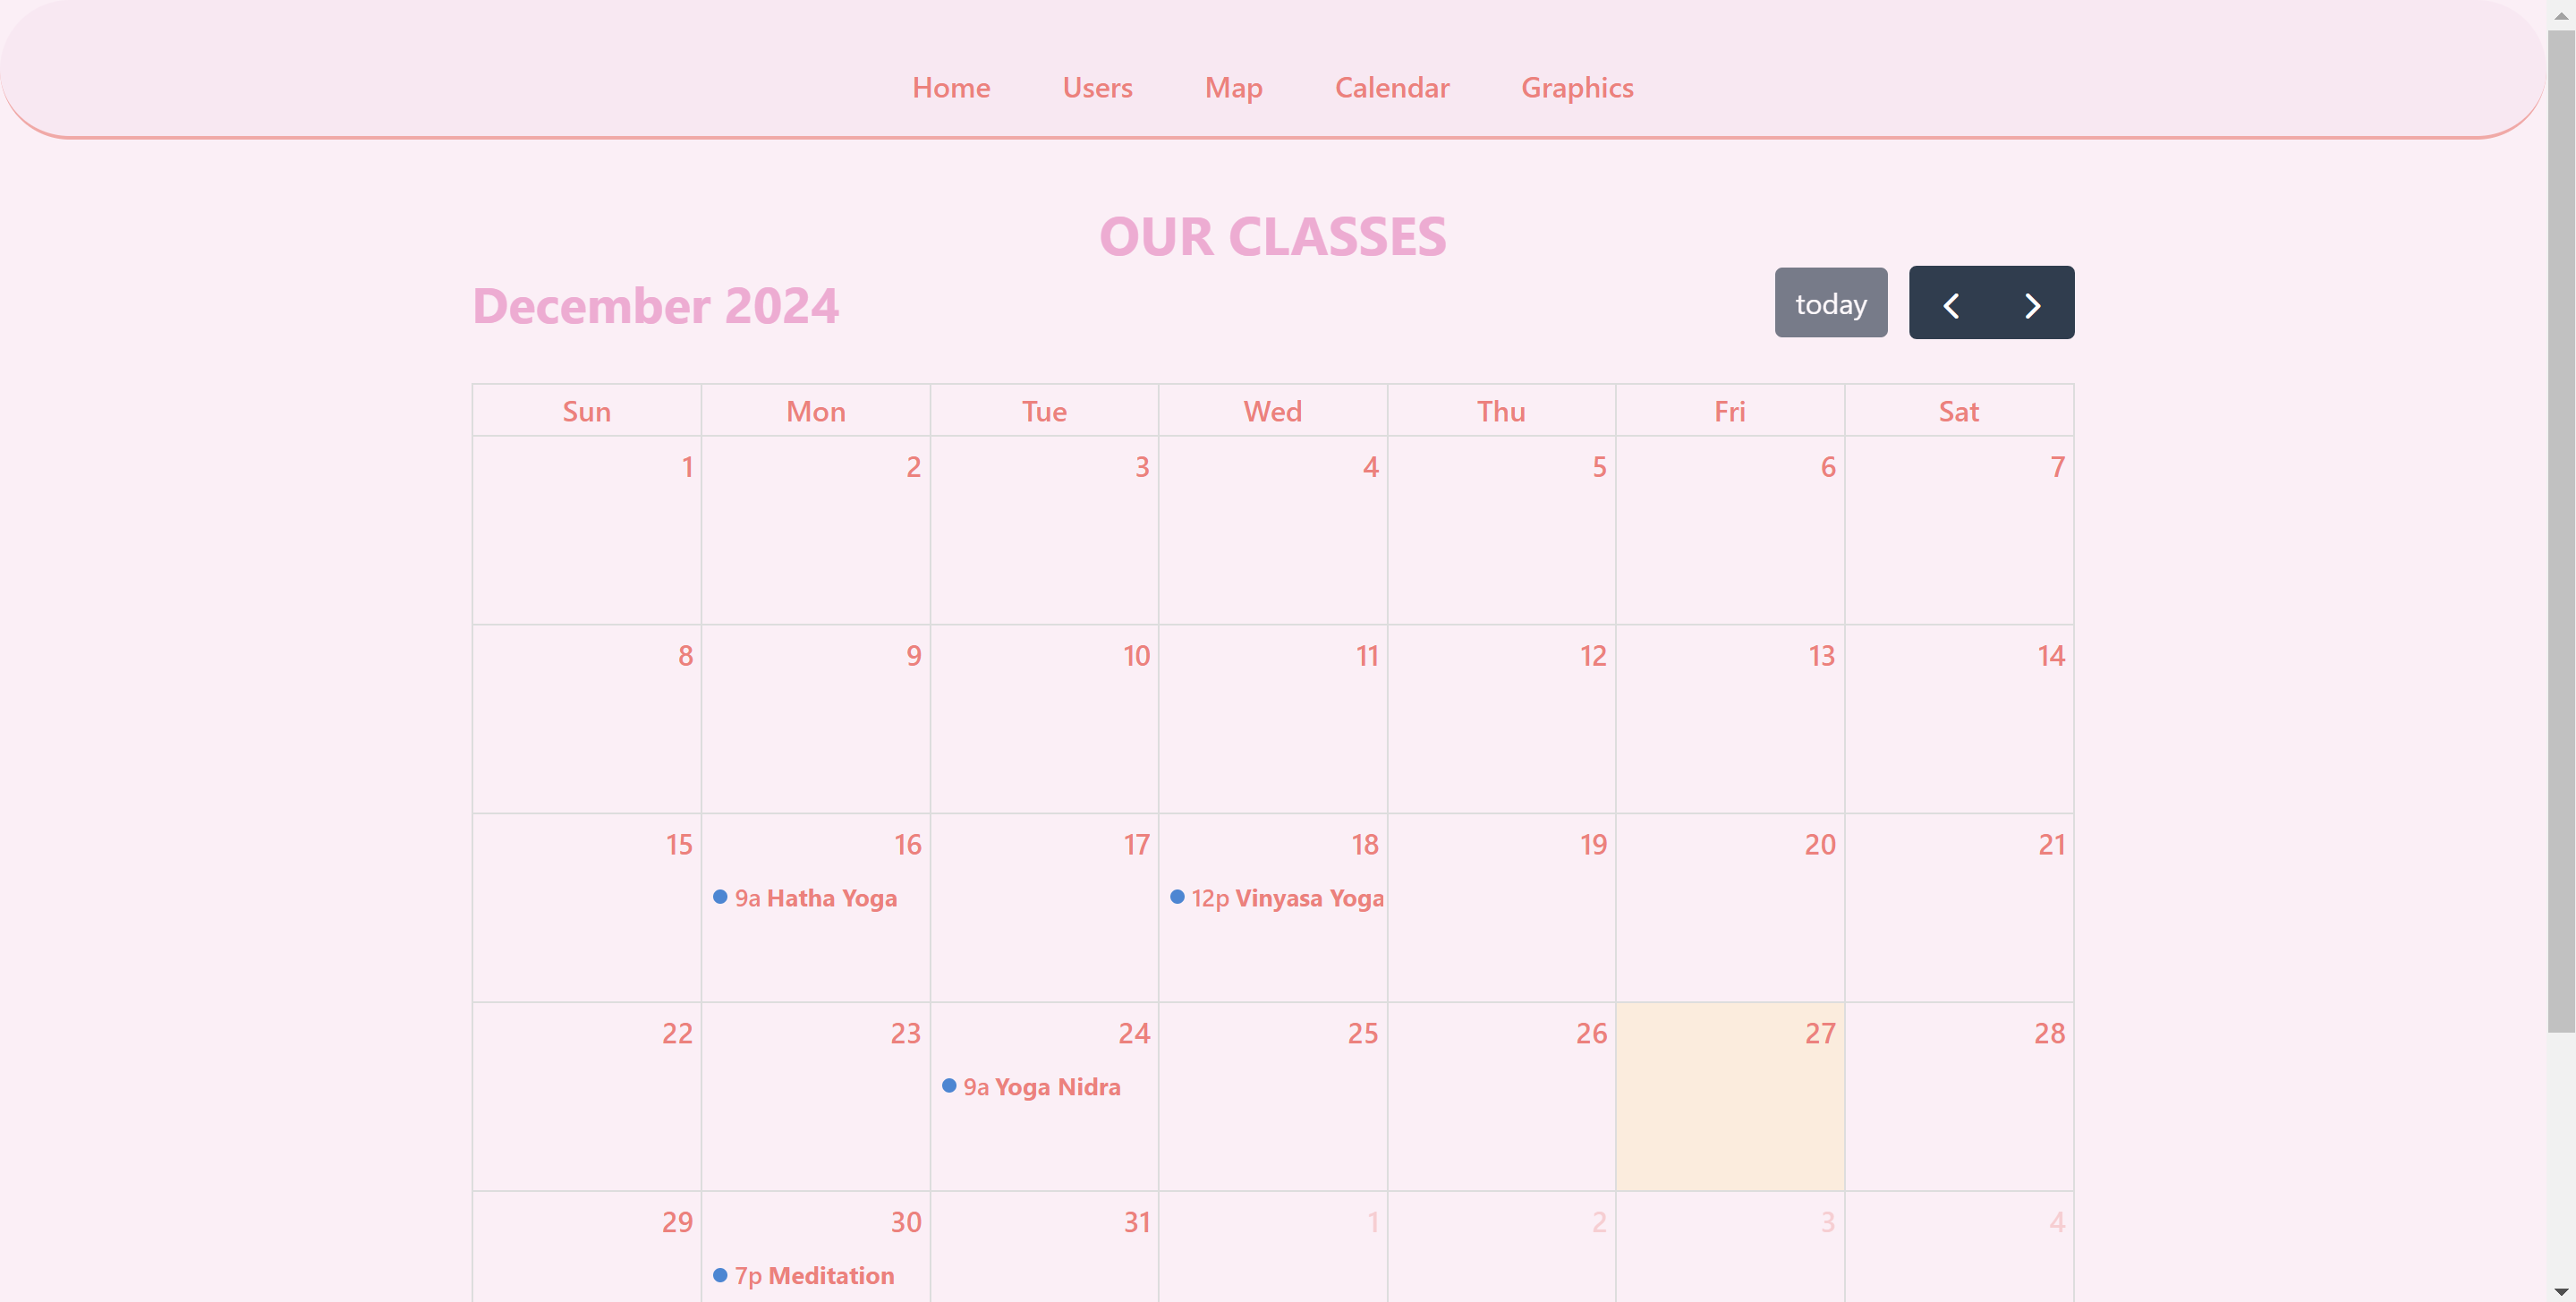 Home Users Map Calendar Graphics
OUR CLASSES
December 2024 today
Sun Mon Tue Wed Thu Fri Sat
1 2 3 4 5 6 7
8 9 10 11 12 13 14
15 16 17 18 19 20 21
9a Hatha Yoga 12p Vinyasa Yoga
22 23 24 25 26 27 28
9a Yoga Nidra
29 30 31 1 2 3 4
7p Meditation